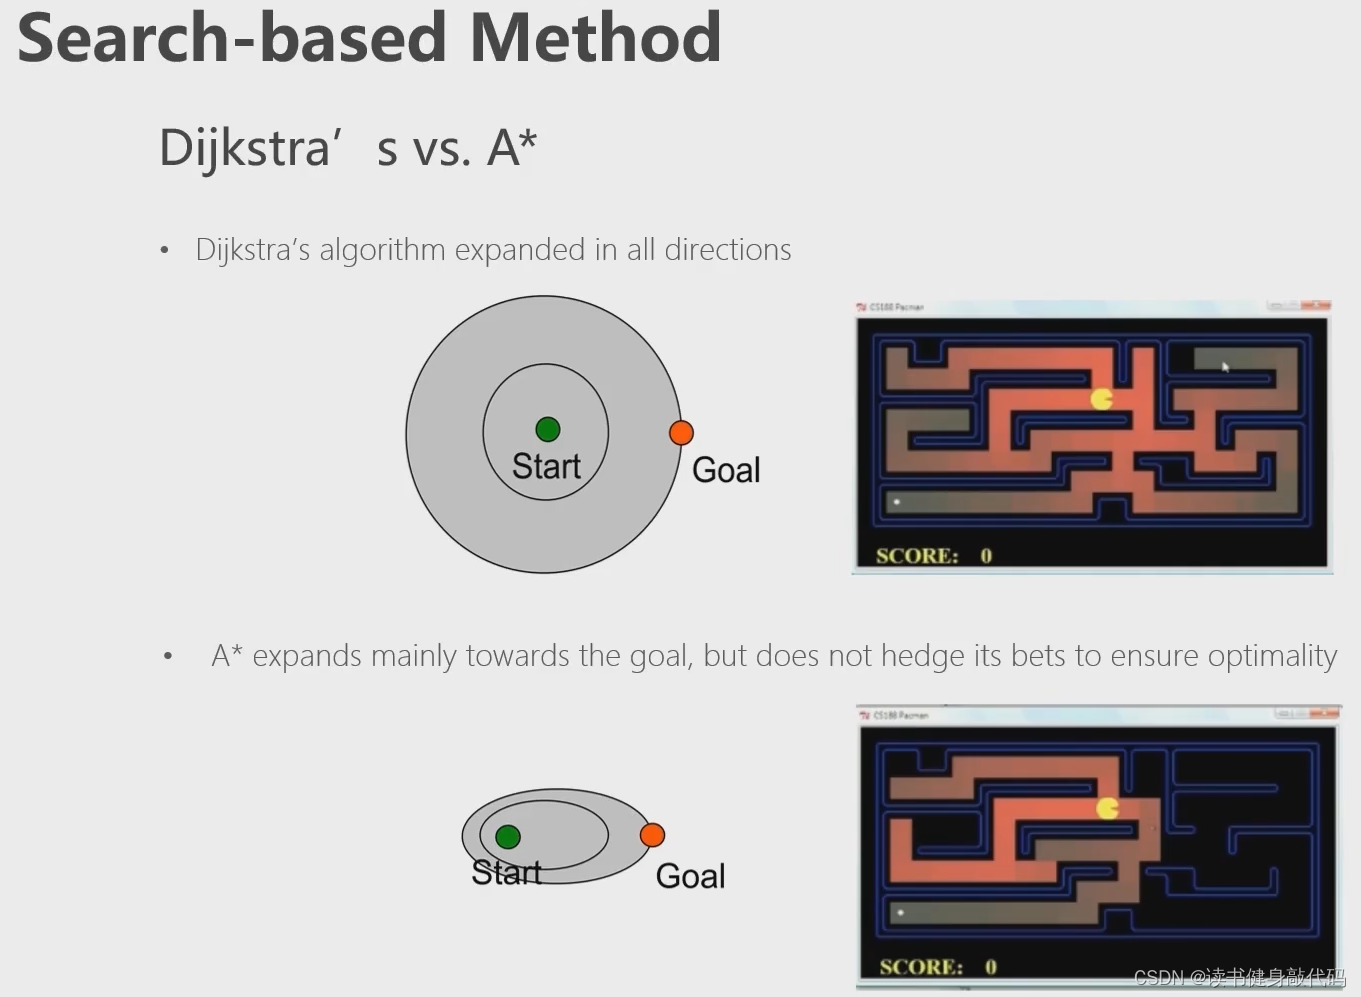 Search-based Method
Dijkstra’s vs. A*
• Dijkstra’s algorithm expanded in all directions
Start
Goal
CS188 Pacman
SCORE: 0
• A* expands mainly towards the goal, but does not hedge its bets to ensure optimality
Start
Goal
CS188 Pacman
SCORE: 0
CSDN @读书健身敲代码